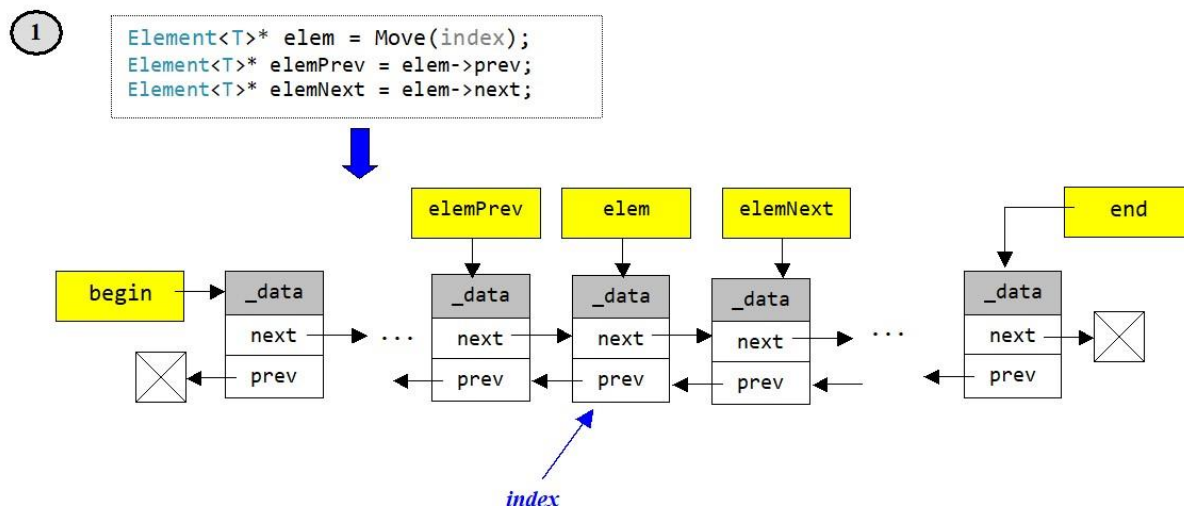 1
Element<T>* elem = Move(index);
Element<T>* elemPrev = elem->prev;
Element<T>* elemNext = elem->next;
elemPrev elem elemNext end
begin _data _data _data _data _data
next ... next next next ... next
prev prev prev prev prev
index